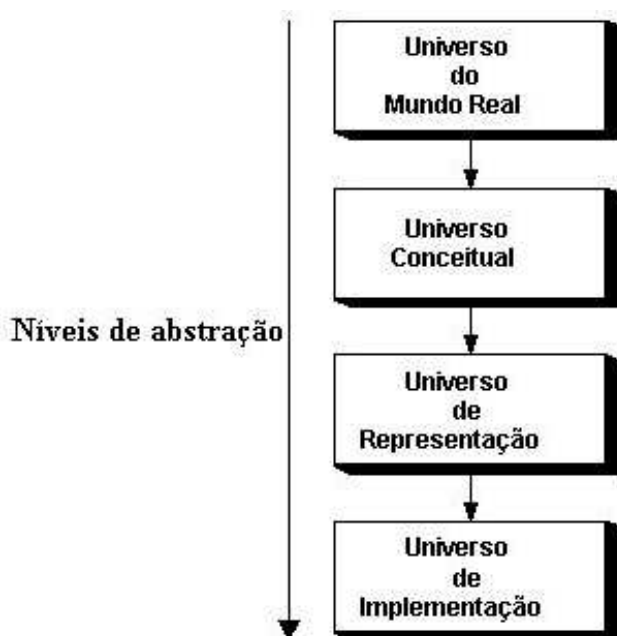 Universo
do
Mundo Real
Universo
Conceitual
Níveis de abstração
Universo
de
Representação
Universo
de
Implementação